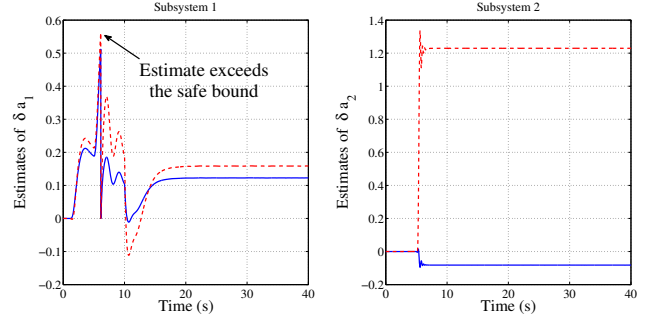 Subsystem 1
Estimates of δ a1
0.6
0.5
0.4
0.3
0.2
0.1
0
−0.1
−0.2
Estimate exceeds
the safe bound
0 10 20 30 40
Time (s)
Subsystem 2
Estimates of δ a2
1.4
1.2
1
0.8
0.6
0.4
0.2
0
−0.2
0 10 20 30 40
Time (s)